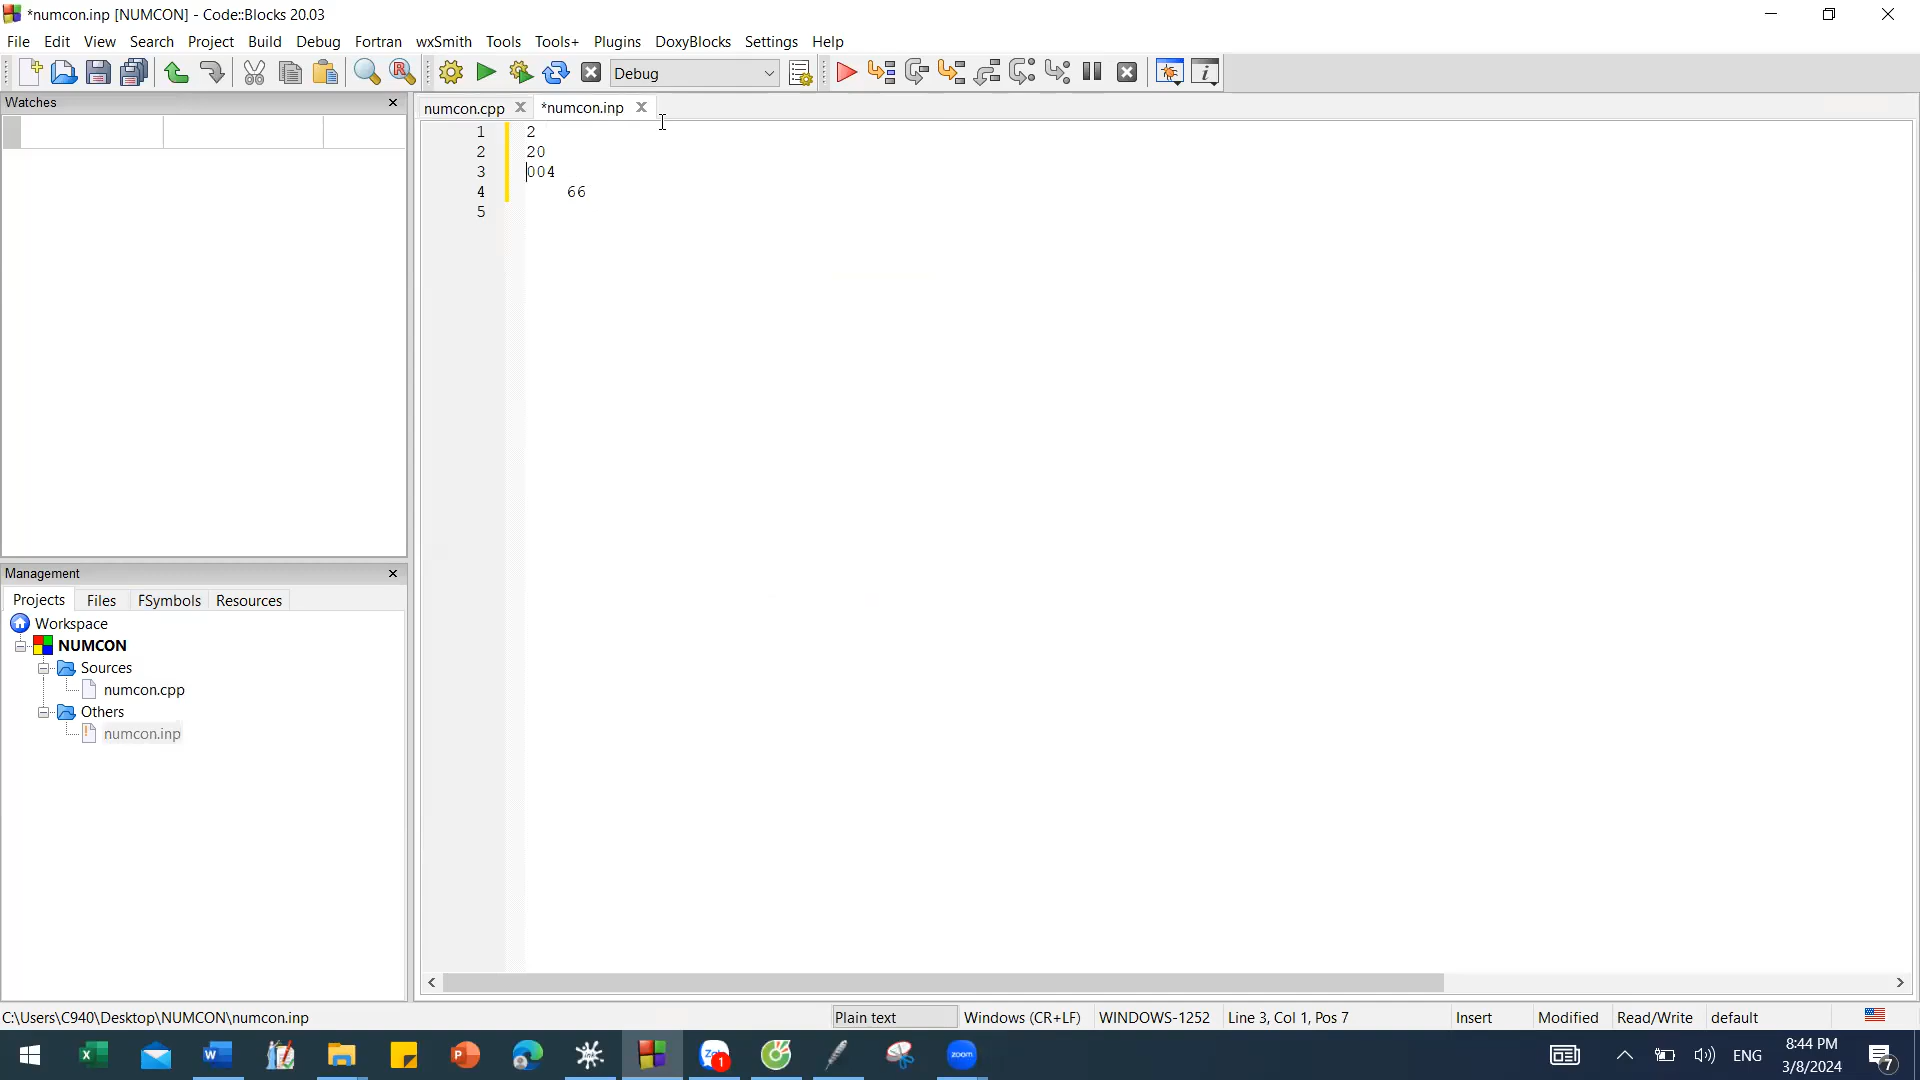 *numcon.inp [NUMCON] - Code::Blocks 20.03
File Edit View Search Project Build Debug Fortran wxSmith Tools Tools+ Plugins DoxyBlocks Settings Help
Debug
Watches
numcon.cpp *numcon.inp
1 2
2 20
3 004
4 66
5
Management
Projects Files FSymbols Resources
Workspace
NUMCON
Sources
numcon.cpp
Others
numcon.inp
C:\Users\C940\Desktop\NUMCON\numcon.inp Plain text Windows (CR+LF) WINDOWS-1252 Line 3, Col 1, Pos 7 Insert Modified Read/Write default
zoom 1 ENG 8:44 PM
3/8/2024 7